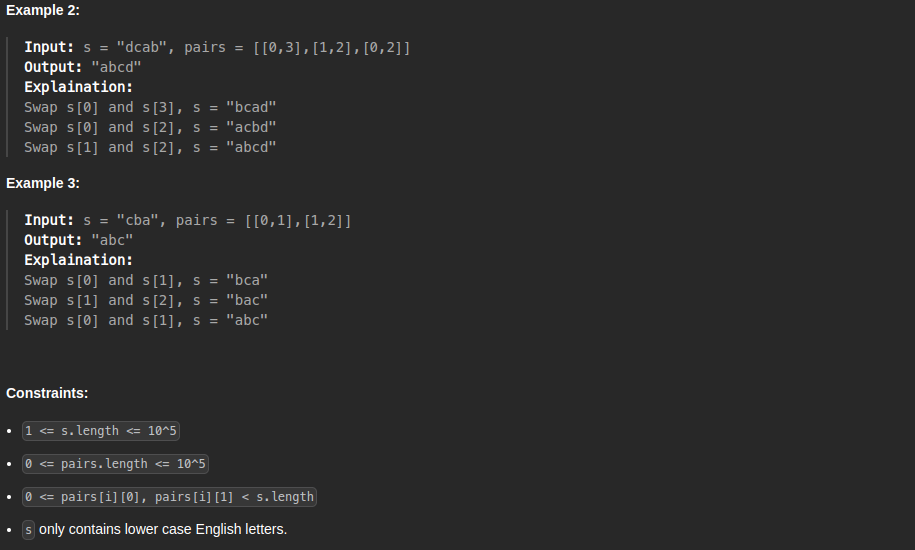 Example 2:
Input: s = "dcab", pairs = [[0,3],[1,2],[0,2]]
Output: "abcd"
Explaination:
Swap s[0] and s[3], s = "bcad"
Swap s[0] and s[2], s = "acbd"
Swap s[1] and s[2], s = "abcd"
Example 3:
Input: s = "cba", pairs = [[0,1],[1,2]]
Output: "abc"
Explaination:
Swap s[0] and s[1], s = "bca"
Swap s[1] and s[2], s = "bac"
Swap s[0] and s[1], s = "abc"
Constraints:
• 1 <= s.length <= 10^5
• 0 <= pairs.length <= 10^5
• 0 <= pairs[i][0], pairs[i][1] < s.length
• s only contains lower case English letters.